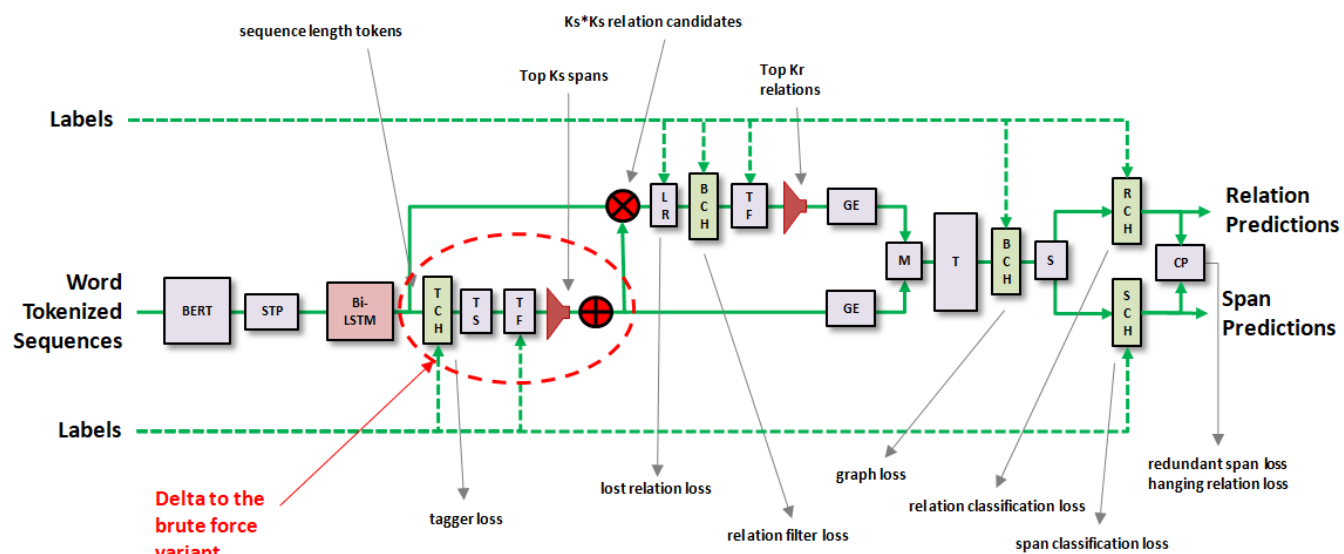 Ks*Ks relation candidates
sequence length tokens
Top Ks spans
Top Kr
relations
Labels
L
R
B
C
H
T
F
GE
R
C
H
Relation
Predictions
Word
Tokenized
Sequences
BERT
STP
Bi-
LSTM
T
C
H
T
S
T
F
GE
M
T
B
C
H
S
CP
S
C
H
Span
Predictions
Labels
Delta to the
brute force
variant
tagger loss
lost relation loss
relation filter loss
graph loss
relation classification loss
span classification loss
redundant span loss
hanging relation loss